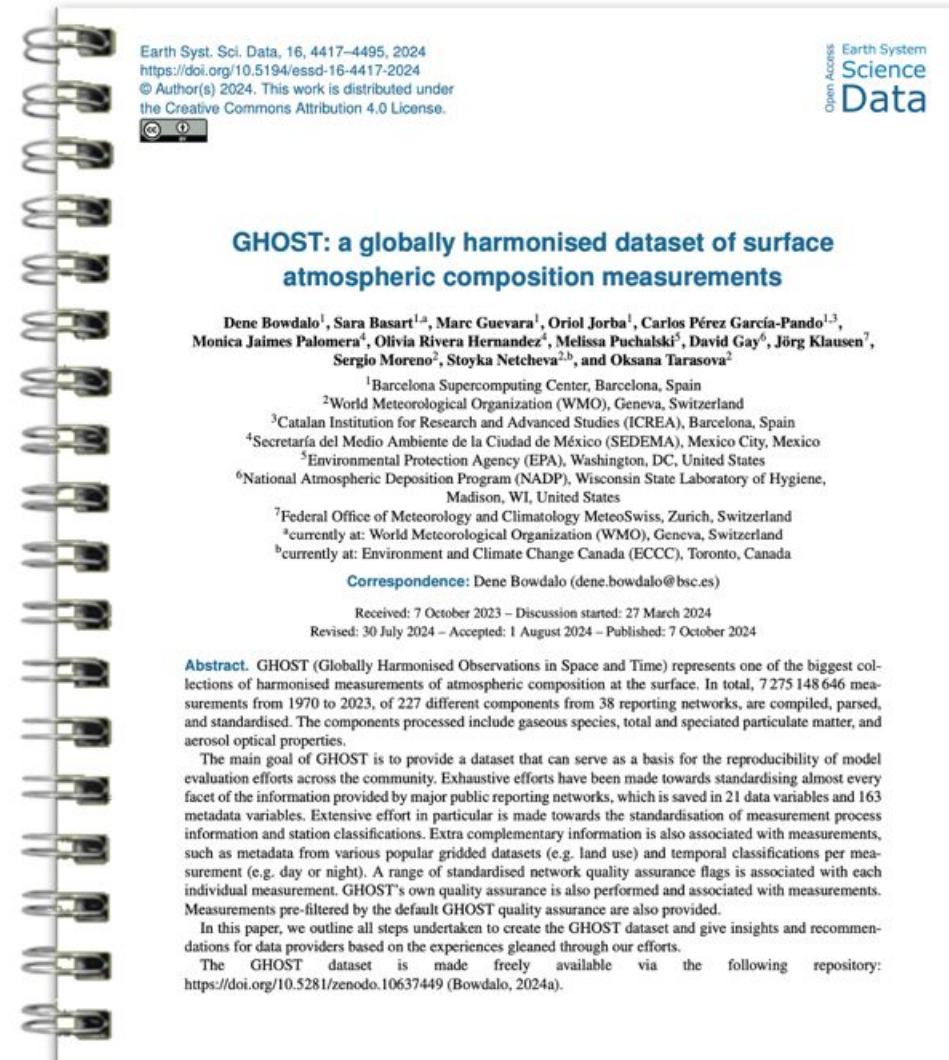 Earth Syst. Sci. Data, 16, 4417–4495, 2024
https://doi.org/10.5194/essd-16-4417-2024
© Author(s) 2024. This work is distributed under
the Creative Commons Attribution 4.0 License.
cc BY
Open Access
Earth System
Science
Data
GHOST: a globally harmonised dataset of surface
atmospheric composition measurements
Dene Bowdalo1, Sara Basart1,a, Marc Guevara1, Oriol Jorba1, Carlos Pérez García-Pando1,3,
Monica Jaimes Palomera4, Olivia Rivera Hernandez4, Melissa Puchalski5, David Gay6, Jörg Klausen7,
Sergio Moreno2, Stoyka Netcheva2,b, and Oksana Tarasova2
1Barcelona Supercomputing Center, Barcelona, Spain
2World Meteorological Organization (WMO), Geneva, Switzerland
3Catalan Institution for Research and Advanced Studies (ICREA), Barcelona, Spain
4Secretaría del Medio Ambiente de la Ciudad de México (SEDEMA), Mexico City, Mexico
5Environmental Protection Agency (EPA), Washington, DC, United States
6National Atmospheric Deposition Program (NADP), Wisconsin State Laboratory of Hygiene,
Madison, WI, United States
7Federal Office of Meteorology and Climatology MeteoSwiss, Zurich, Switzerland
acurrently at: World Meteorological Organization (WMO), Geneva, Switzerland
bcurrently at: Environment and Climate Change Canada (ECCC), Toronto, Canada
Correspondence: Dene Bowdalo (dene.bowdalo@bsc.es)
Received: 7 October 2023 – Discussion started: 27 March 2024
Revised: 30 July 2024 – Accepted: 1 August 2024 – Published: 7 October 2024
Abstract. GHOST (Globally Harmonised Observations in Space and Time) represents one of the biggest col-
lections of harmonised measurements of atmospheric composition at the surface. In total, 7 275 148 646 mea-
surements from 1970 to 2023, of 227 different components from 38 reporting networks, are compiled, parsed,
and standardised. The components processed include gaseous species, total and speciated particulate matter, and
aerosol optical properties.
The main goal of GHOST is to provide a dataset that can serve as a basis for the reproducibility of model
evaluation efforts across the community. Exhaustive efforts have been made towards standardising almost every
facet of the information provided by major public reporting networks, which is saved in 21 data variables and 163
metadata variables. Extensive effort in particular is made towards the standardisation of measurement process
information and station classifications. Extra complementary information is also associated with measurements,
such as metadata from various popular gridded datasets (e.g. land use) and temporal classifications per mea-
surement (e.g. day or night). A range of standardised network quality assurance flags is associated with each
individual measurement. GHOST's own quality assurance is also performed and associated with measurements.
Measurements pre-filtered by the default GHOST quality assurance are also provided.
In this paper, we outline all steps undertaken to create the GHOST dataset and give insights and recommen-
dations for data providers based on the experiences gleaned through our efforts.
The GHOST dataset is made freely available via the following repository:
https://doi.org/10.5281/zenodo.10637449 (Bowdalo, 2024a).